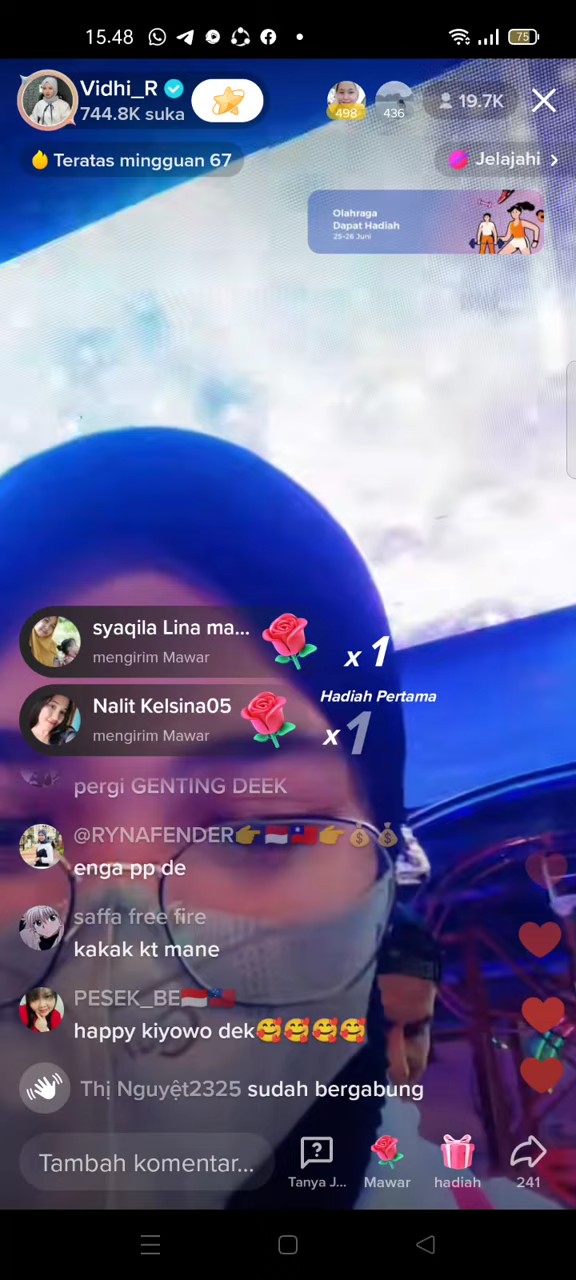 15.48
75
Vidhi_R
744.8K suka
498
436
19.7K
Teratas mingguan 67
Jelajahi
Olahraga
Dapat Hadiah
25-26 Juni
syaqila Lina ma...
mengirim Mawar
x 1
Hadiah Pertama
Nalit Kelsina05
mengirim Mawar
x 1
pergi GENTING DEEK
@RYNAFENDER👉🇮🇩🇹🇼👉💰💰
enga pp de
saffa free fire
kakak kt mane
PESEK_BE🇮🇩🇹🇼
happy kiyowo dek🥰🥰🥰🥰
Thị Nguyệt2325 sudah bergabung
Tambah komentar...
Tanya J...
Mawar
hadiah
241